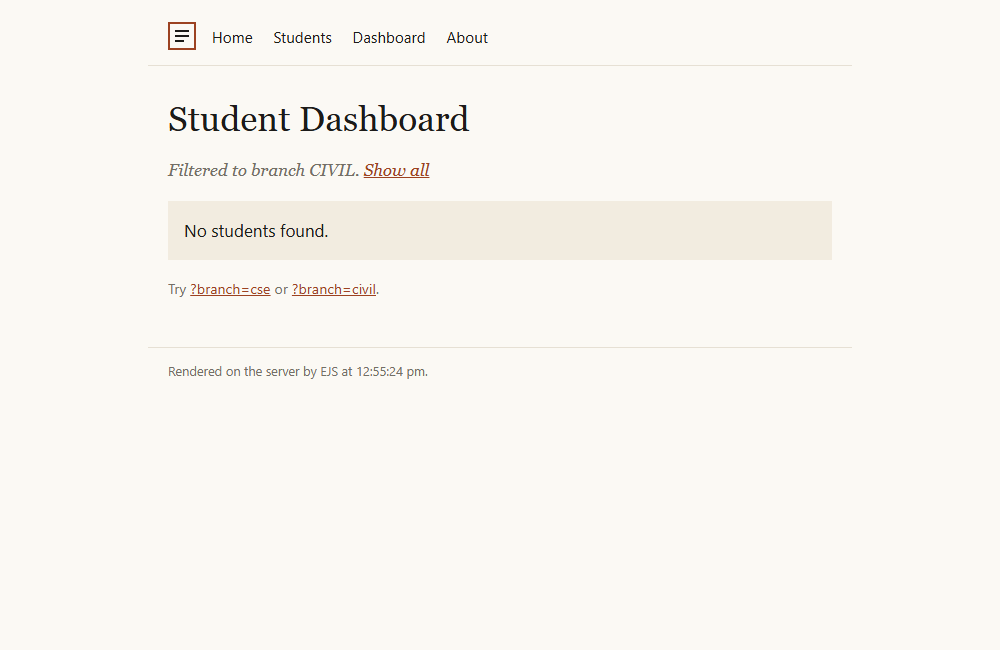 Home Students Dashboard About
Student Dashboard
Filtered to branch CIVIL. Show all
No students found.
Try ?branch=cse or ?branch=civil.
Rendered on the server by EJS at 12:55:24 pm.